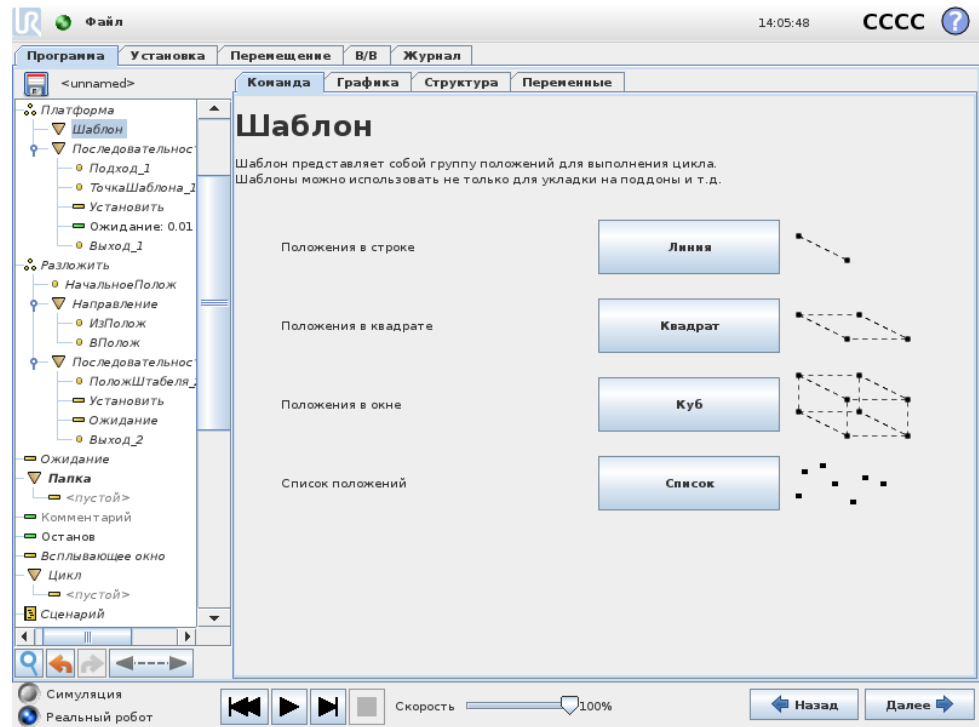 UR Файл 14:05:48 CCCC ?
Программа Установка Перемещение В/В Журнал
<unnamed>
Команда Графика Структура Переменные
Платформа
Шаблон
Последовательнос
Подход_1
ТочкаШаблона_1
Установить
Ожидание: 0.01
Выход_1
Разложить
НачальноеПолож
Направление
ИзПолож
ВПолож
Последовательнос
ПоложШтабеля_
Установить
Ожидание
Выход_2
Ожидание
Папка
<пустой>
Комментарий
Останов
Всплывающее окно
Цикл
<пустой>
Сценарий
Шаблон
Шаблон представляет собой группу положений для выполнения цикла.
Шаблоны можно использовать не только для укладки на поддоны и т.д.
Положения в строке Линия
Положения в квадрате Квадрат
Положения в окне Куб
Список положений Список
Симуляция
Реальный робот
Скорость 100%
Назад Далее